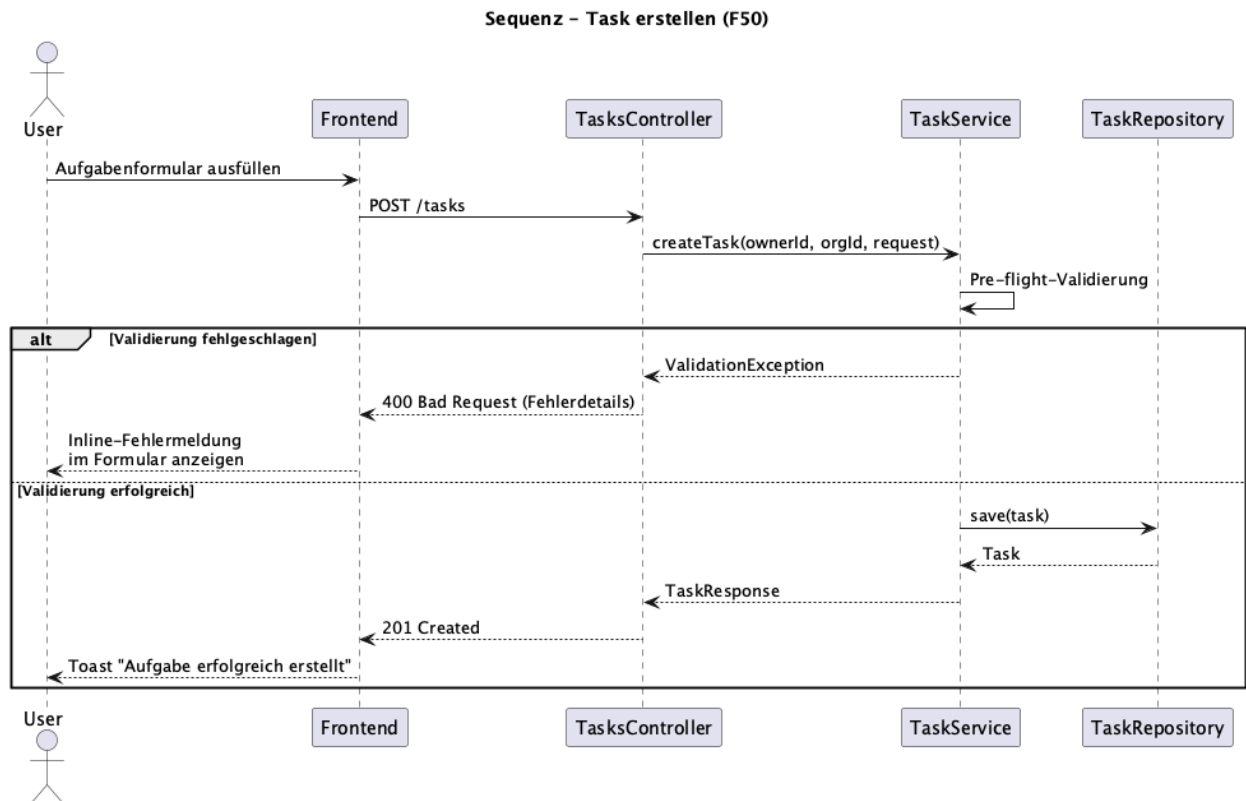 Sequenz - Task erstellen (F50)
User
Frontend
TasksController
TaskService
TaskRepository
Aufgabenformular ausfüllen
POST /tasks
createTask(ownerId, orgId, request)
Pre-flight-Validierung
alt
[Validierung fehlgeschlagen]
ValidationException
400 Bad Request (Fehlerdetails)
Inline-Fehlermeldung
im Formular anzeigen
[Validierung erfolgreich]
save(task)
Task
TaskResponse
201 Created
Toast "Aufgabe erfolgreich erstellt"
User
Frontend
TasksController
TaskService
TaskRepository